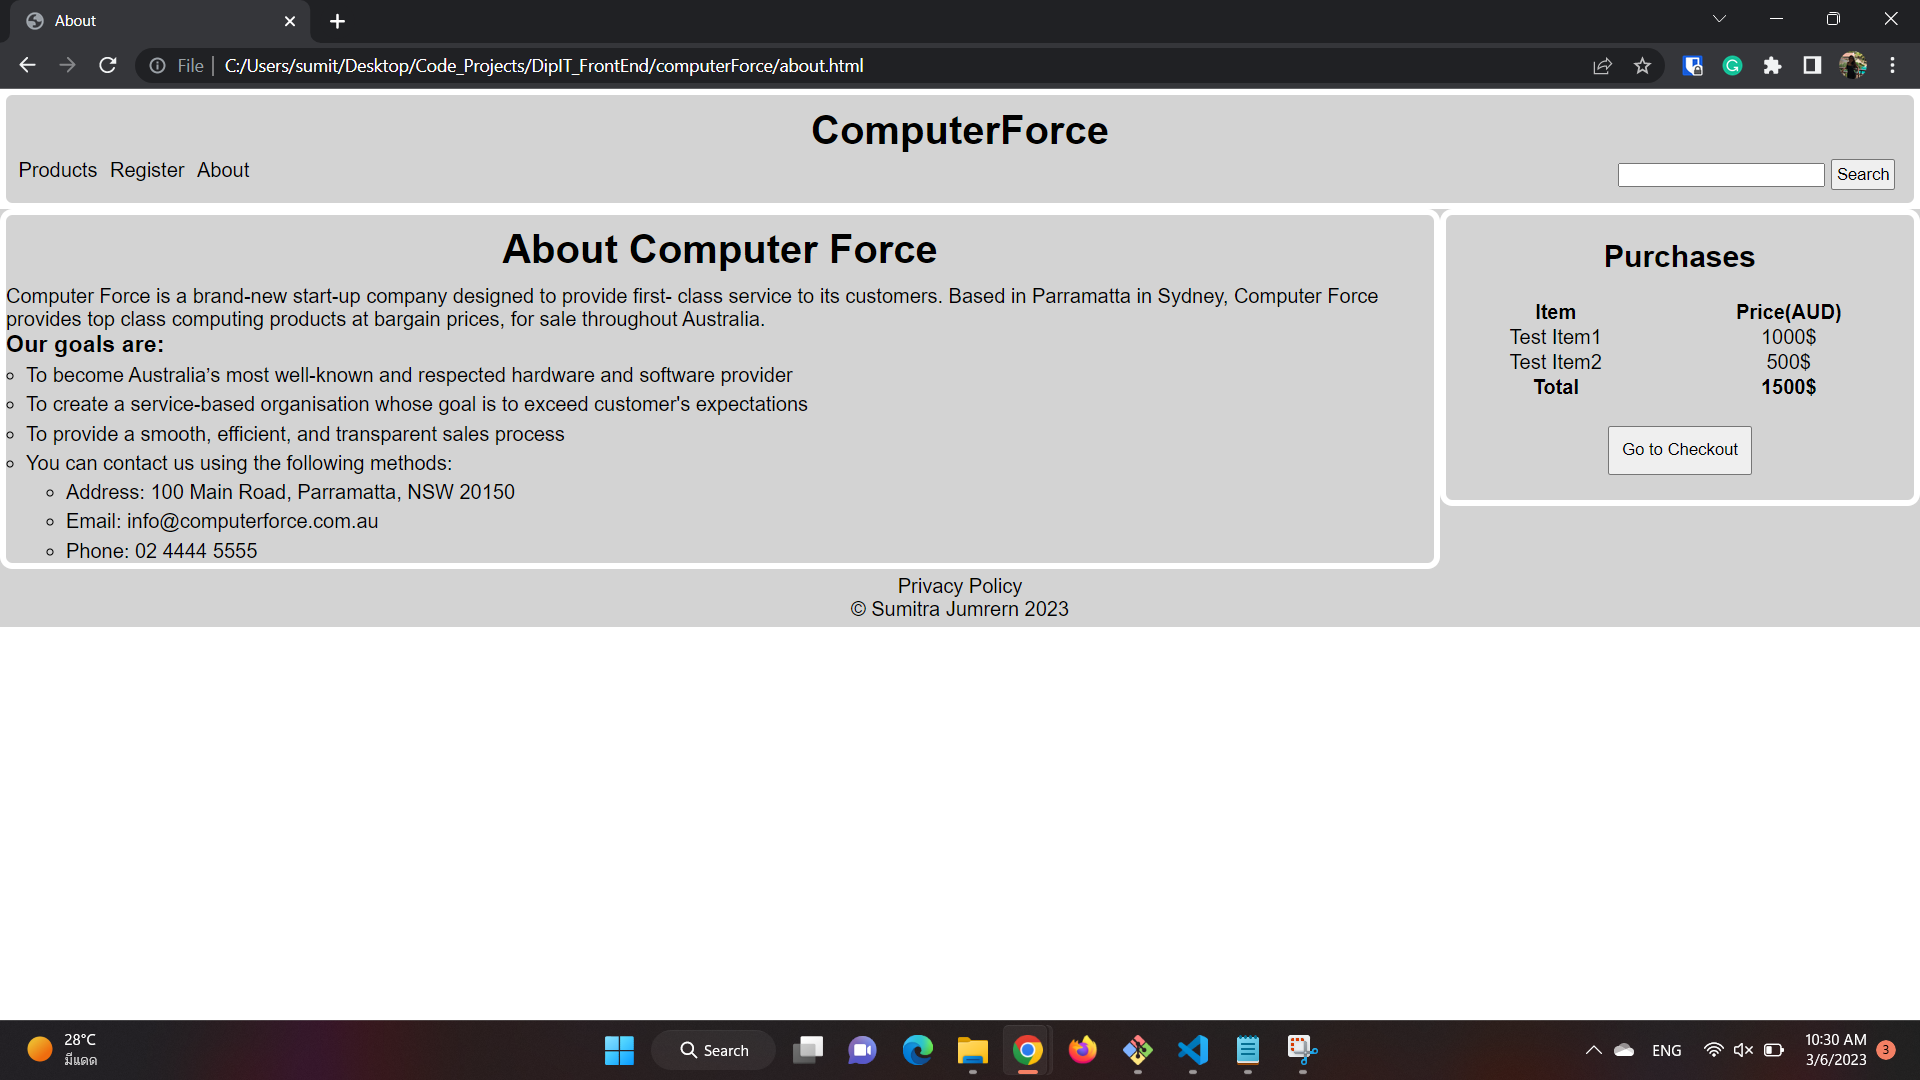 About
File
C:/Users/sumit/Desktop/Code_Projects/DipIT_FrontEnd/computerForce/about.html
ComputerForce
Products Register About
Search
About Computer Force
Computer Force is a brand-new start-up company designed to provide first- class service to its customers. Based in Parramatta in Sydney, Computer Force
provides top class computing products at bargain prices, for sale throughout Australia.
Our goals are:
To become Australia’s most well-known and respected hardware and software provider
To create a service-based organisation whose goal is to exceed customer's expectations
To provide a smooth, efficient, and transparent sales process
You can contact us using the following methods:
Address: 100 Main Road, Parramatta, NSW 20150
Email: info@computerforce.com.au
Phone: 02 4444 5555
Purchases
Item Price(AUD)
Test Item1 1000$
Test Item2 500$
Total 1500$
Go to Checkout
Privacy Policy
© Sumitra Jumrern 2023
28°C
มีแดด
Search
ENG
10:30 AM
3/6/2023
3